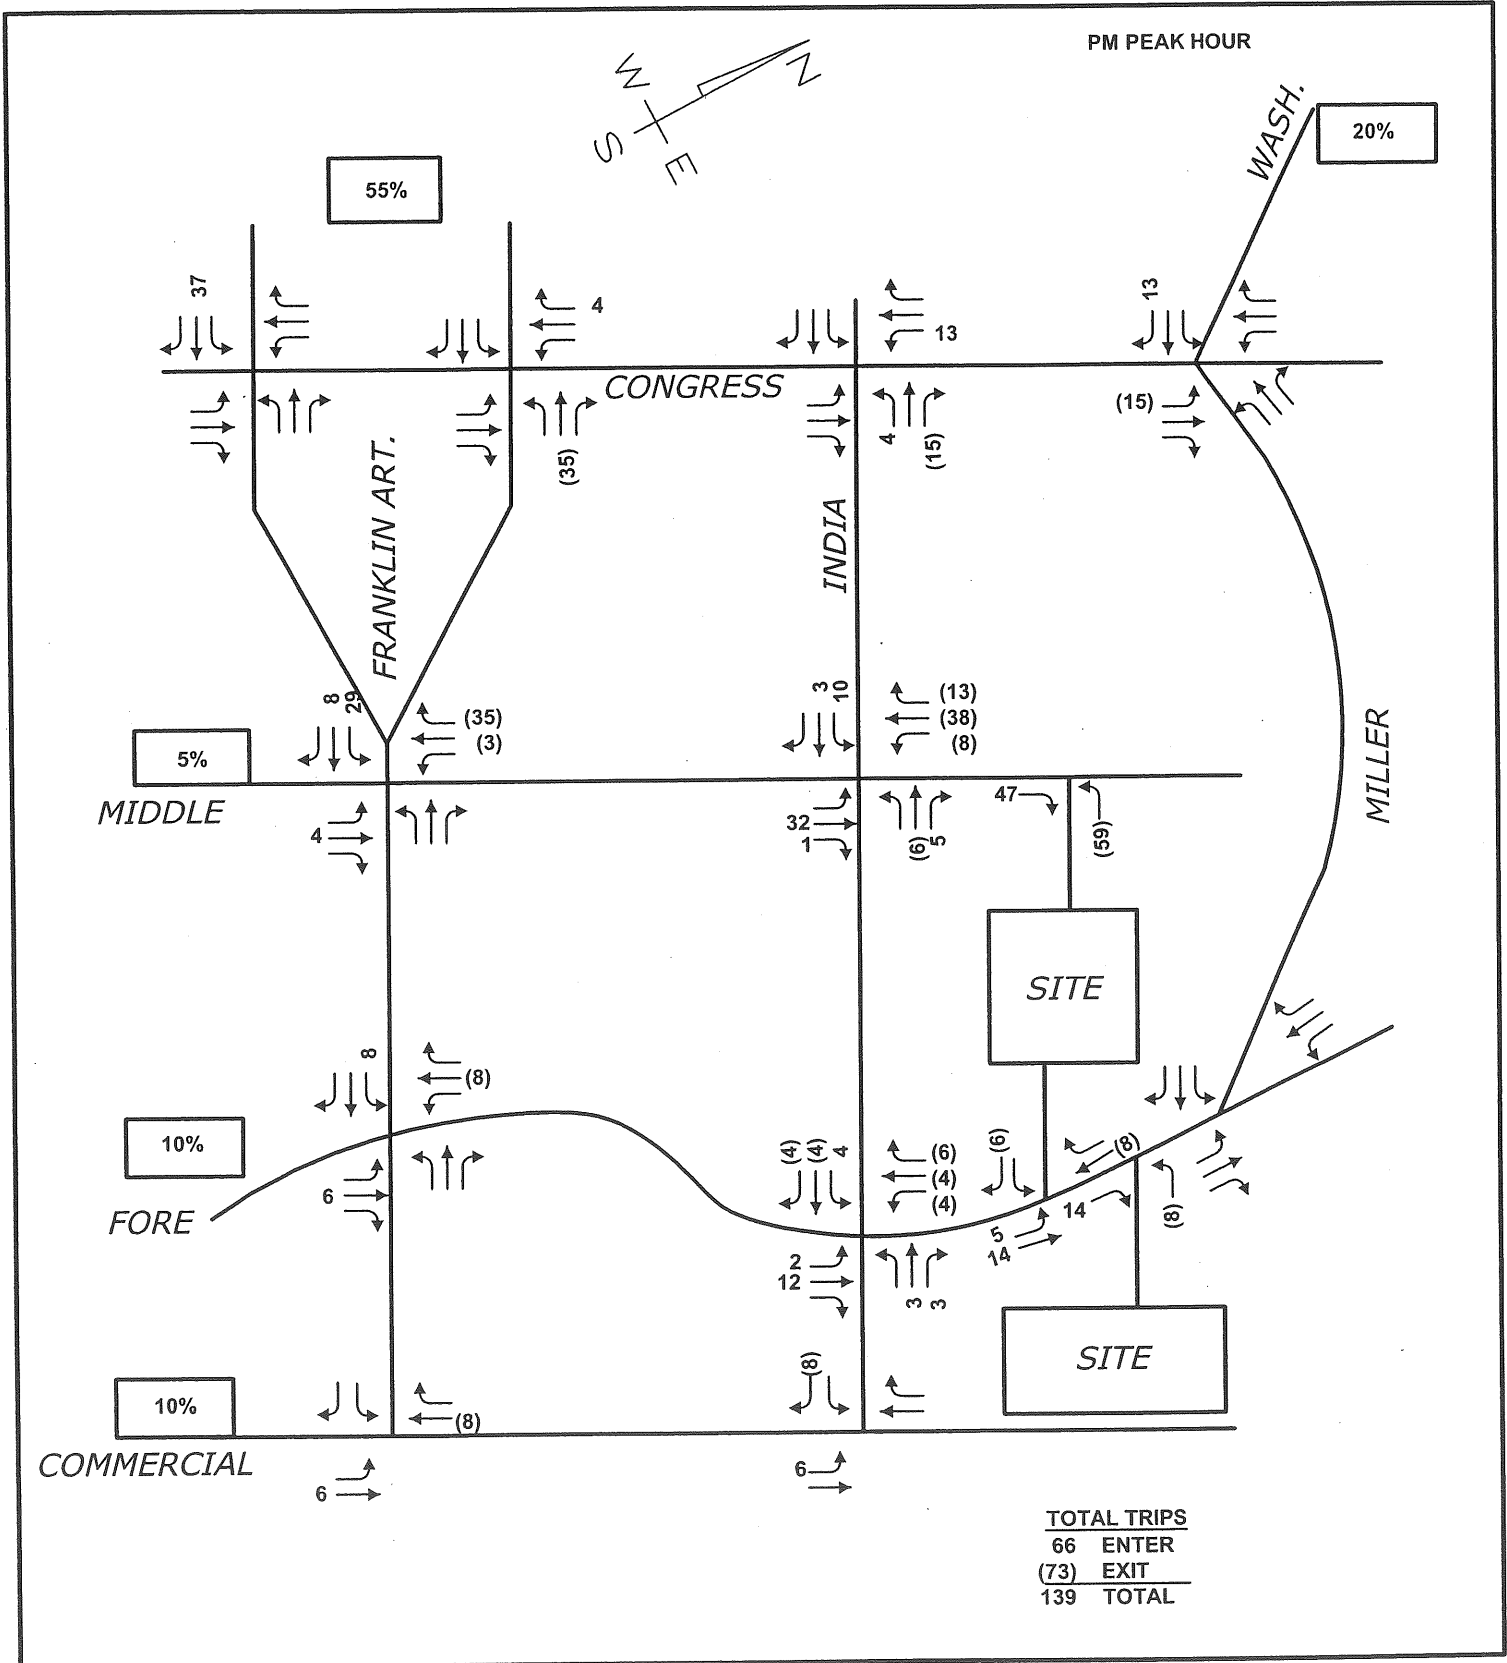 PM PEAK HOUR
N
W
S
E
WASH.
20%
55%
37
4
13
13
CONGRESS
(15)
4
(15)
(35)
FRANKLIN ART.
INDIA
8
29
(35)
(3)
3
10
(13)
(38)
(8)
MILLER
5%
MIDDLE
4
32
1
(6)
5
47
(59)
SITE
8
(8)
10%
6
FORE
(4)
(4)
4
(6)
(4)
(4)
(6)
(8)
14
5
14
(8)
2
12
3
3
SITE
(8)
10%
(8)
COMMERCIAL
6
6
TOTAL TRIPS
66 ENTER
(73) EXIT
139 TOTAL